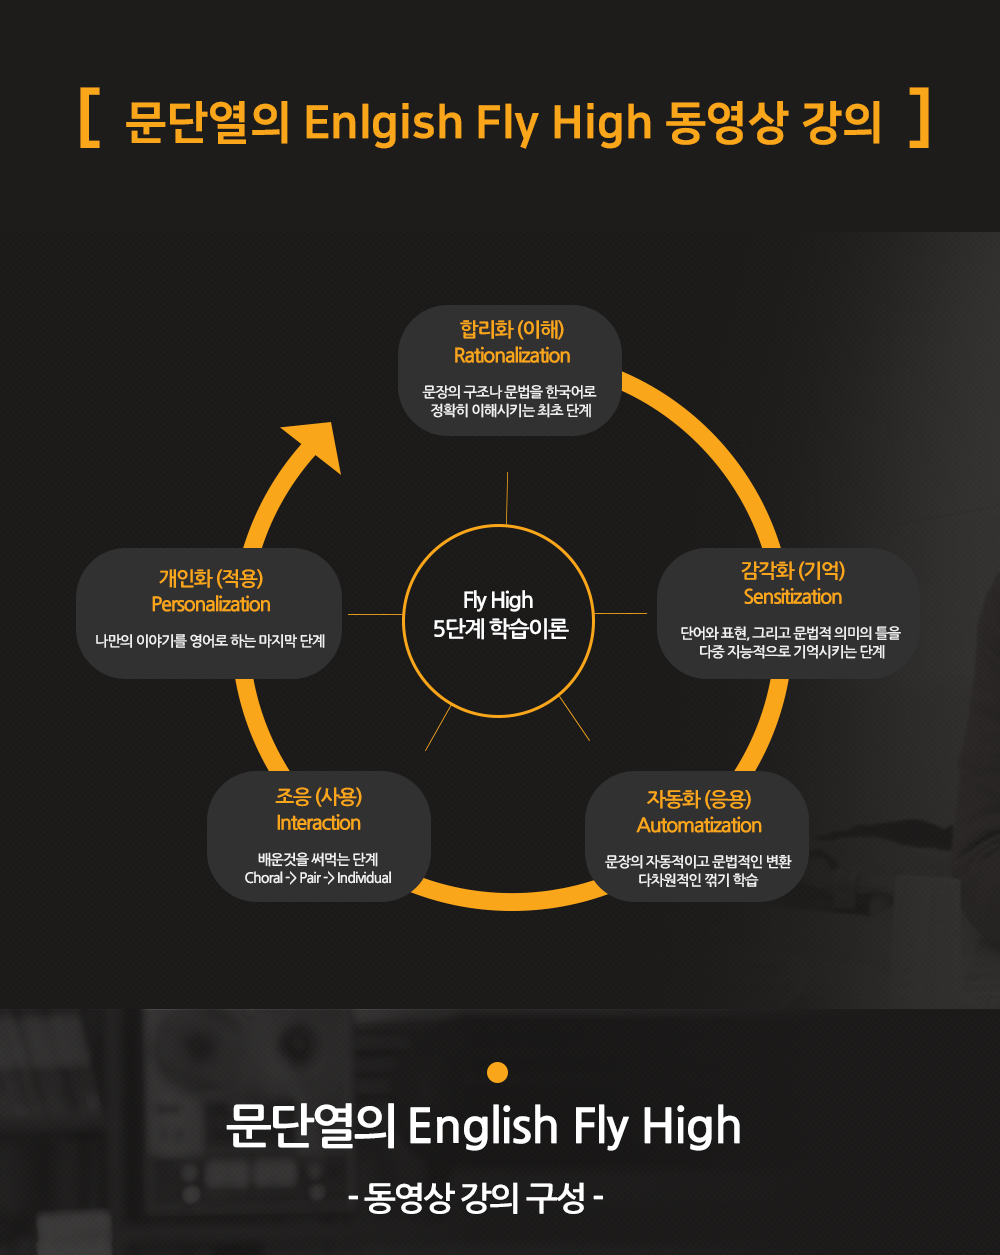 [ 문단열의 Enlgish Fly High 동영상 강의 ]
합리화 (이해)
Rationalization
문장의 구조나 문법을 한국어로
정확히 이해시키는 최초 단계
감각화 (기억)
Sensitization
단어와 표현, 그리고 문법적 의미의 틀을
다중 지능적으로 기억시키는 단계
자동화 (응용)
Automatization
문장의 자동적이고 문법적인 변환
다차원적인 꺾기 학습
조응 (사용)
Interaction
배운것을 써먹는 단계
Choral -> Pair -> Individual
개인화 (적용)
Personalization
나만의 이야기를 영어로 하는 마지막 단계
Fly High
5단계 학습이론
문단열의 English Fly High
- 동영상 강의 구성 -